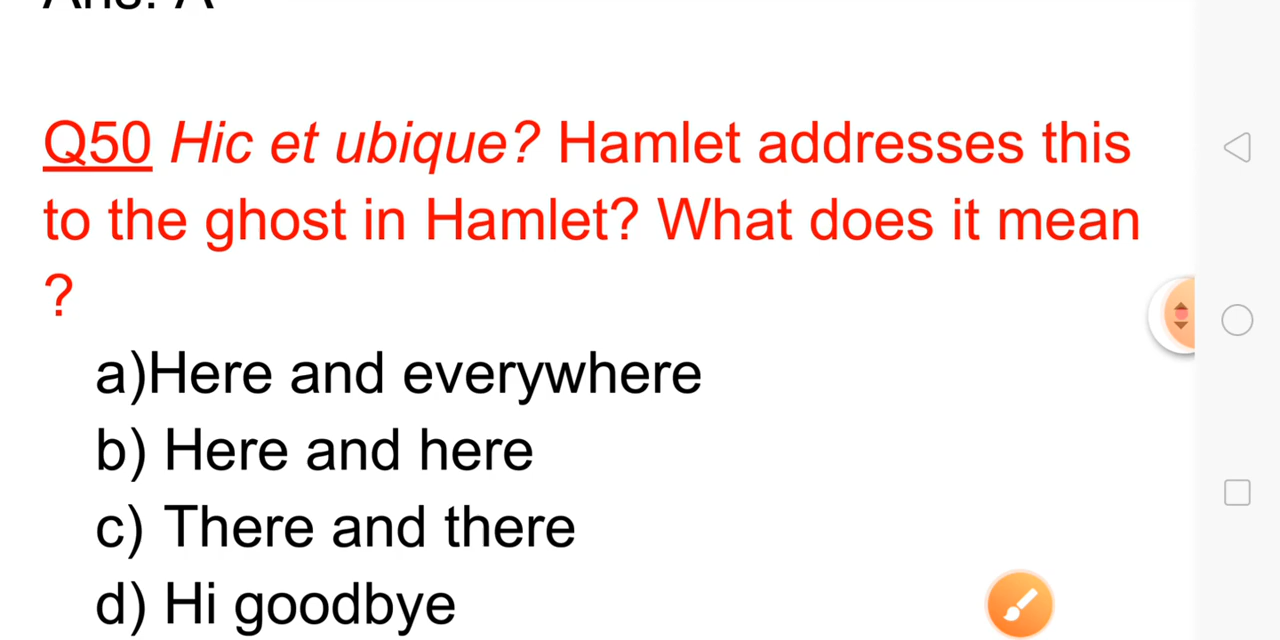 Ans: A
Q50 Hic et ubique? Hamlet addresses this
to the ghost in Hamlet? What does it mean
?
a)Here and everywhere
b) Here and here
c) There and there
d) Hi goodbye